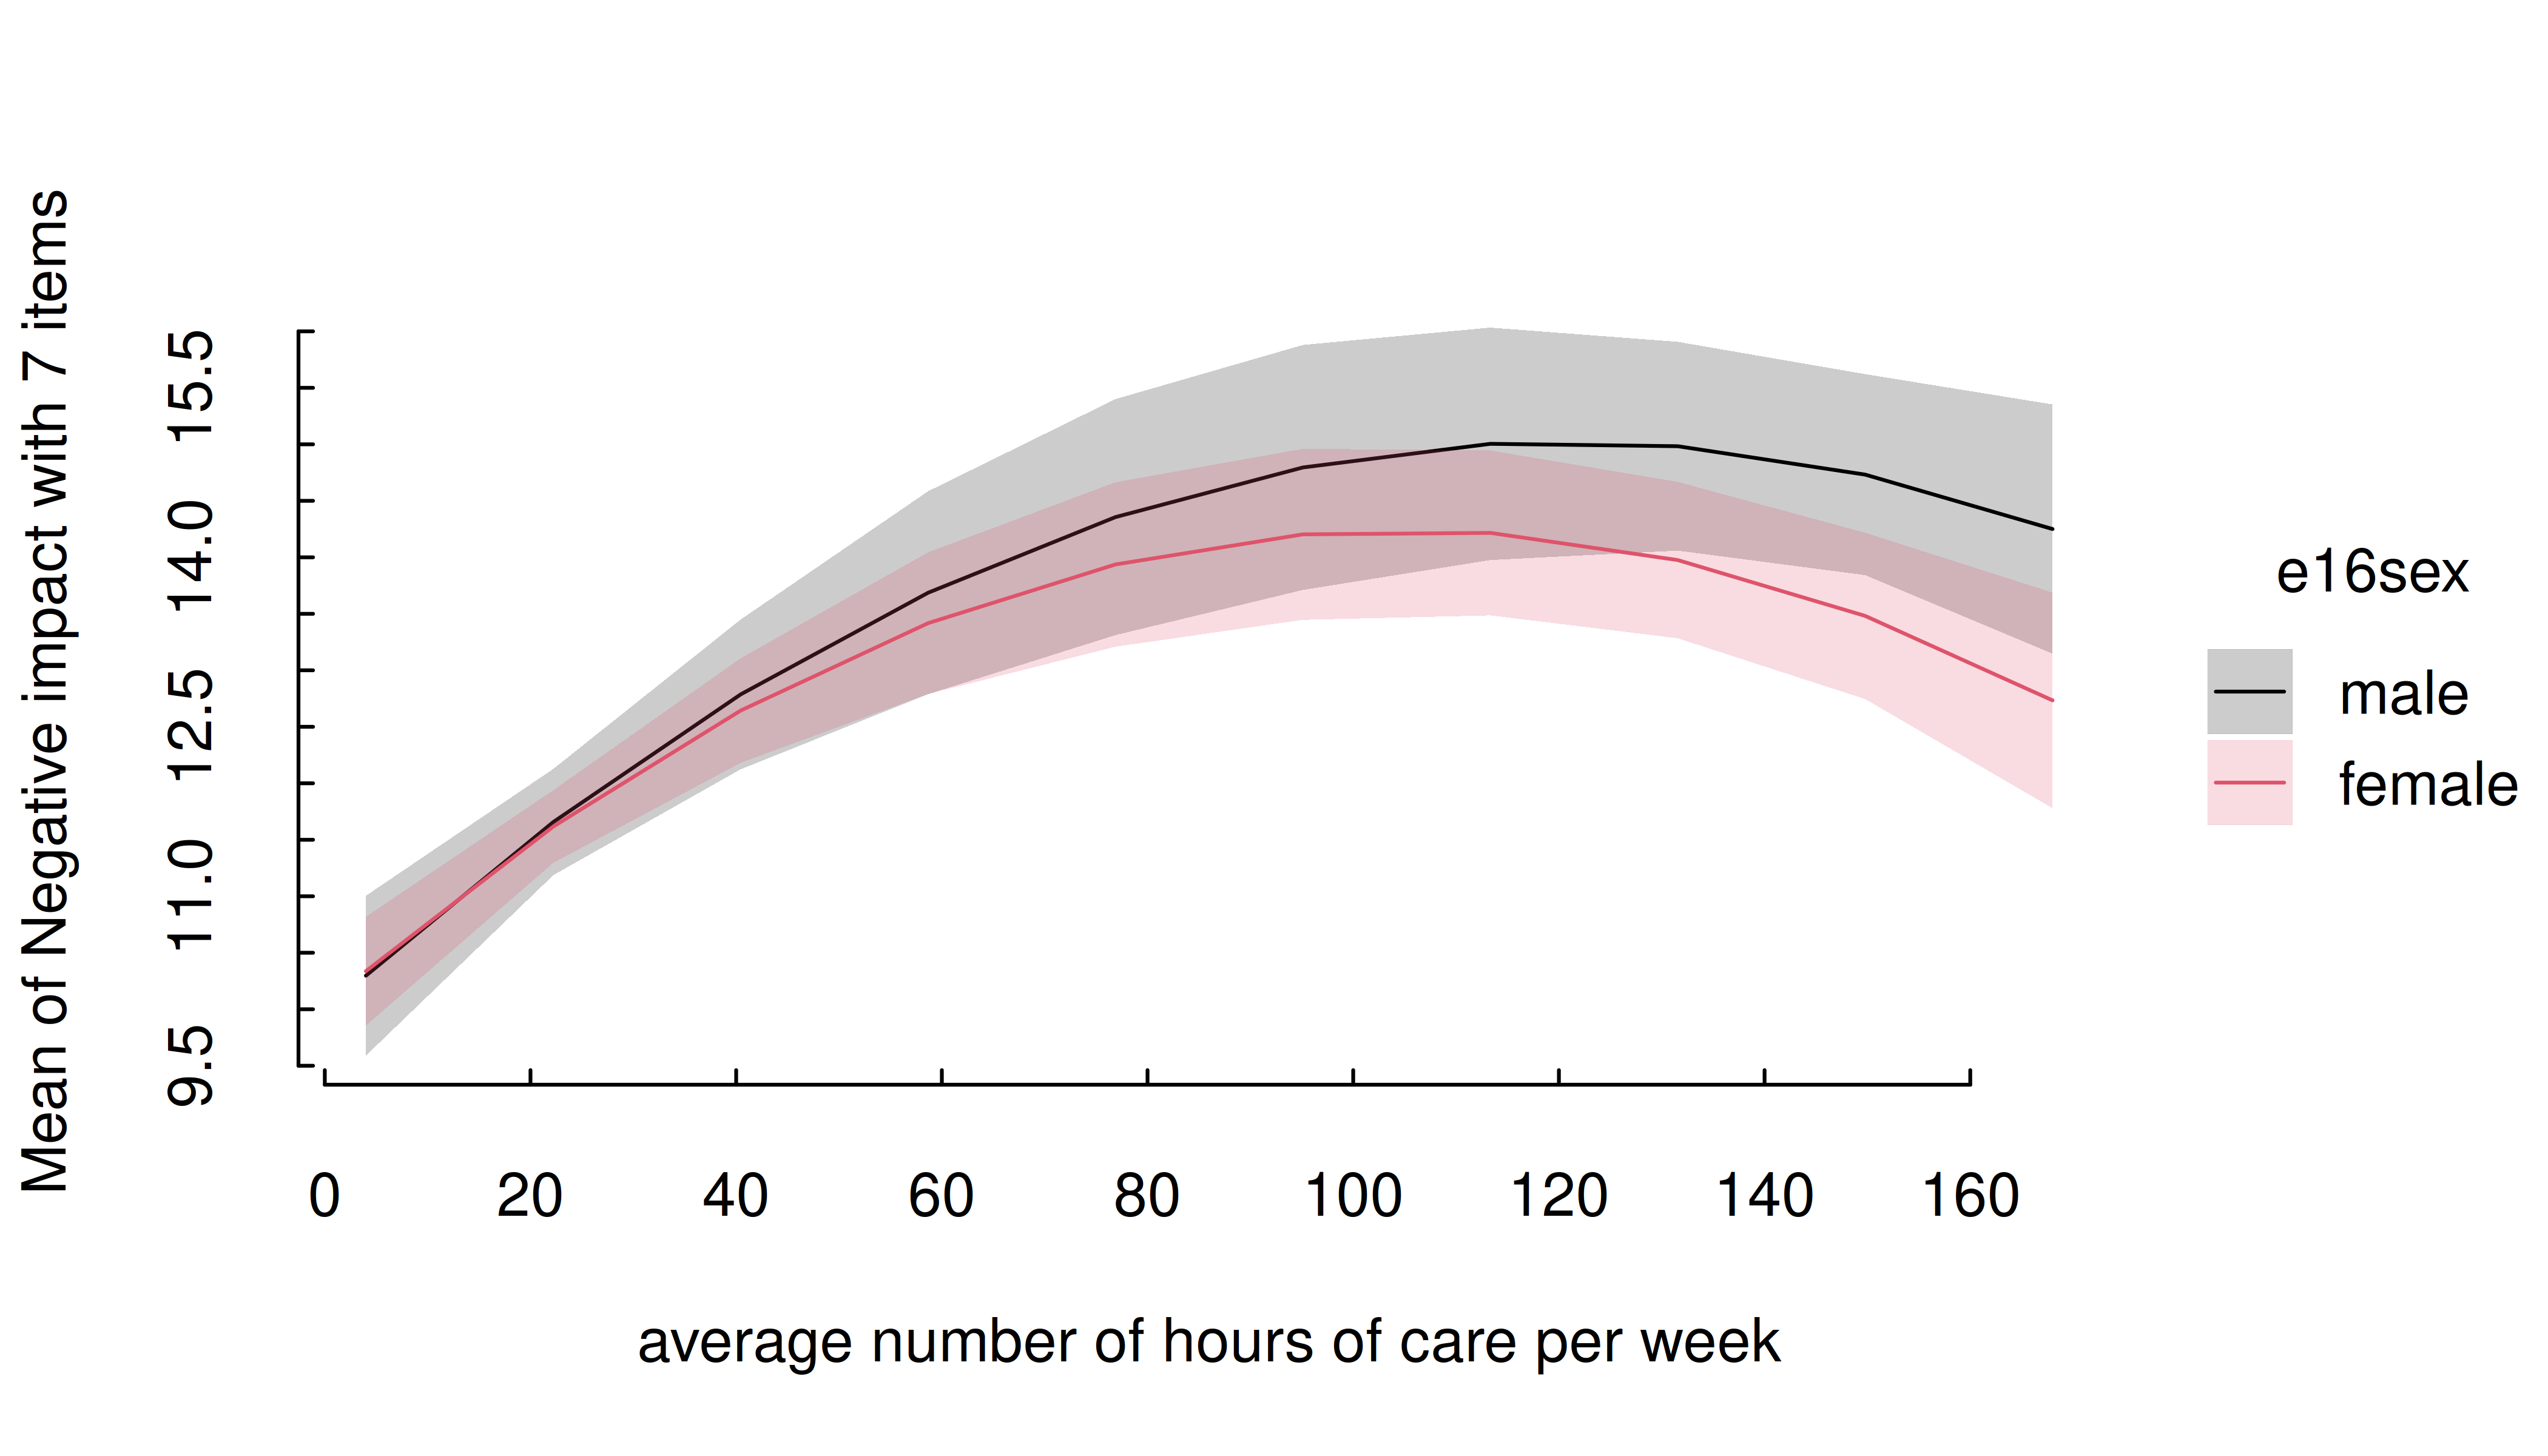 Mean of Negative impact with 7 items
15.5
14.0
12.5
11.0
9.5
0 20 40 60 80 100 120 140 160
average number of hours of care per week
e16sex
male
female